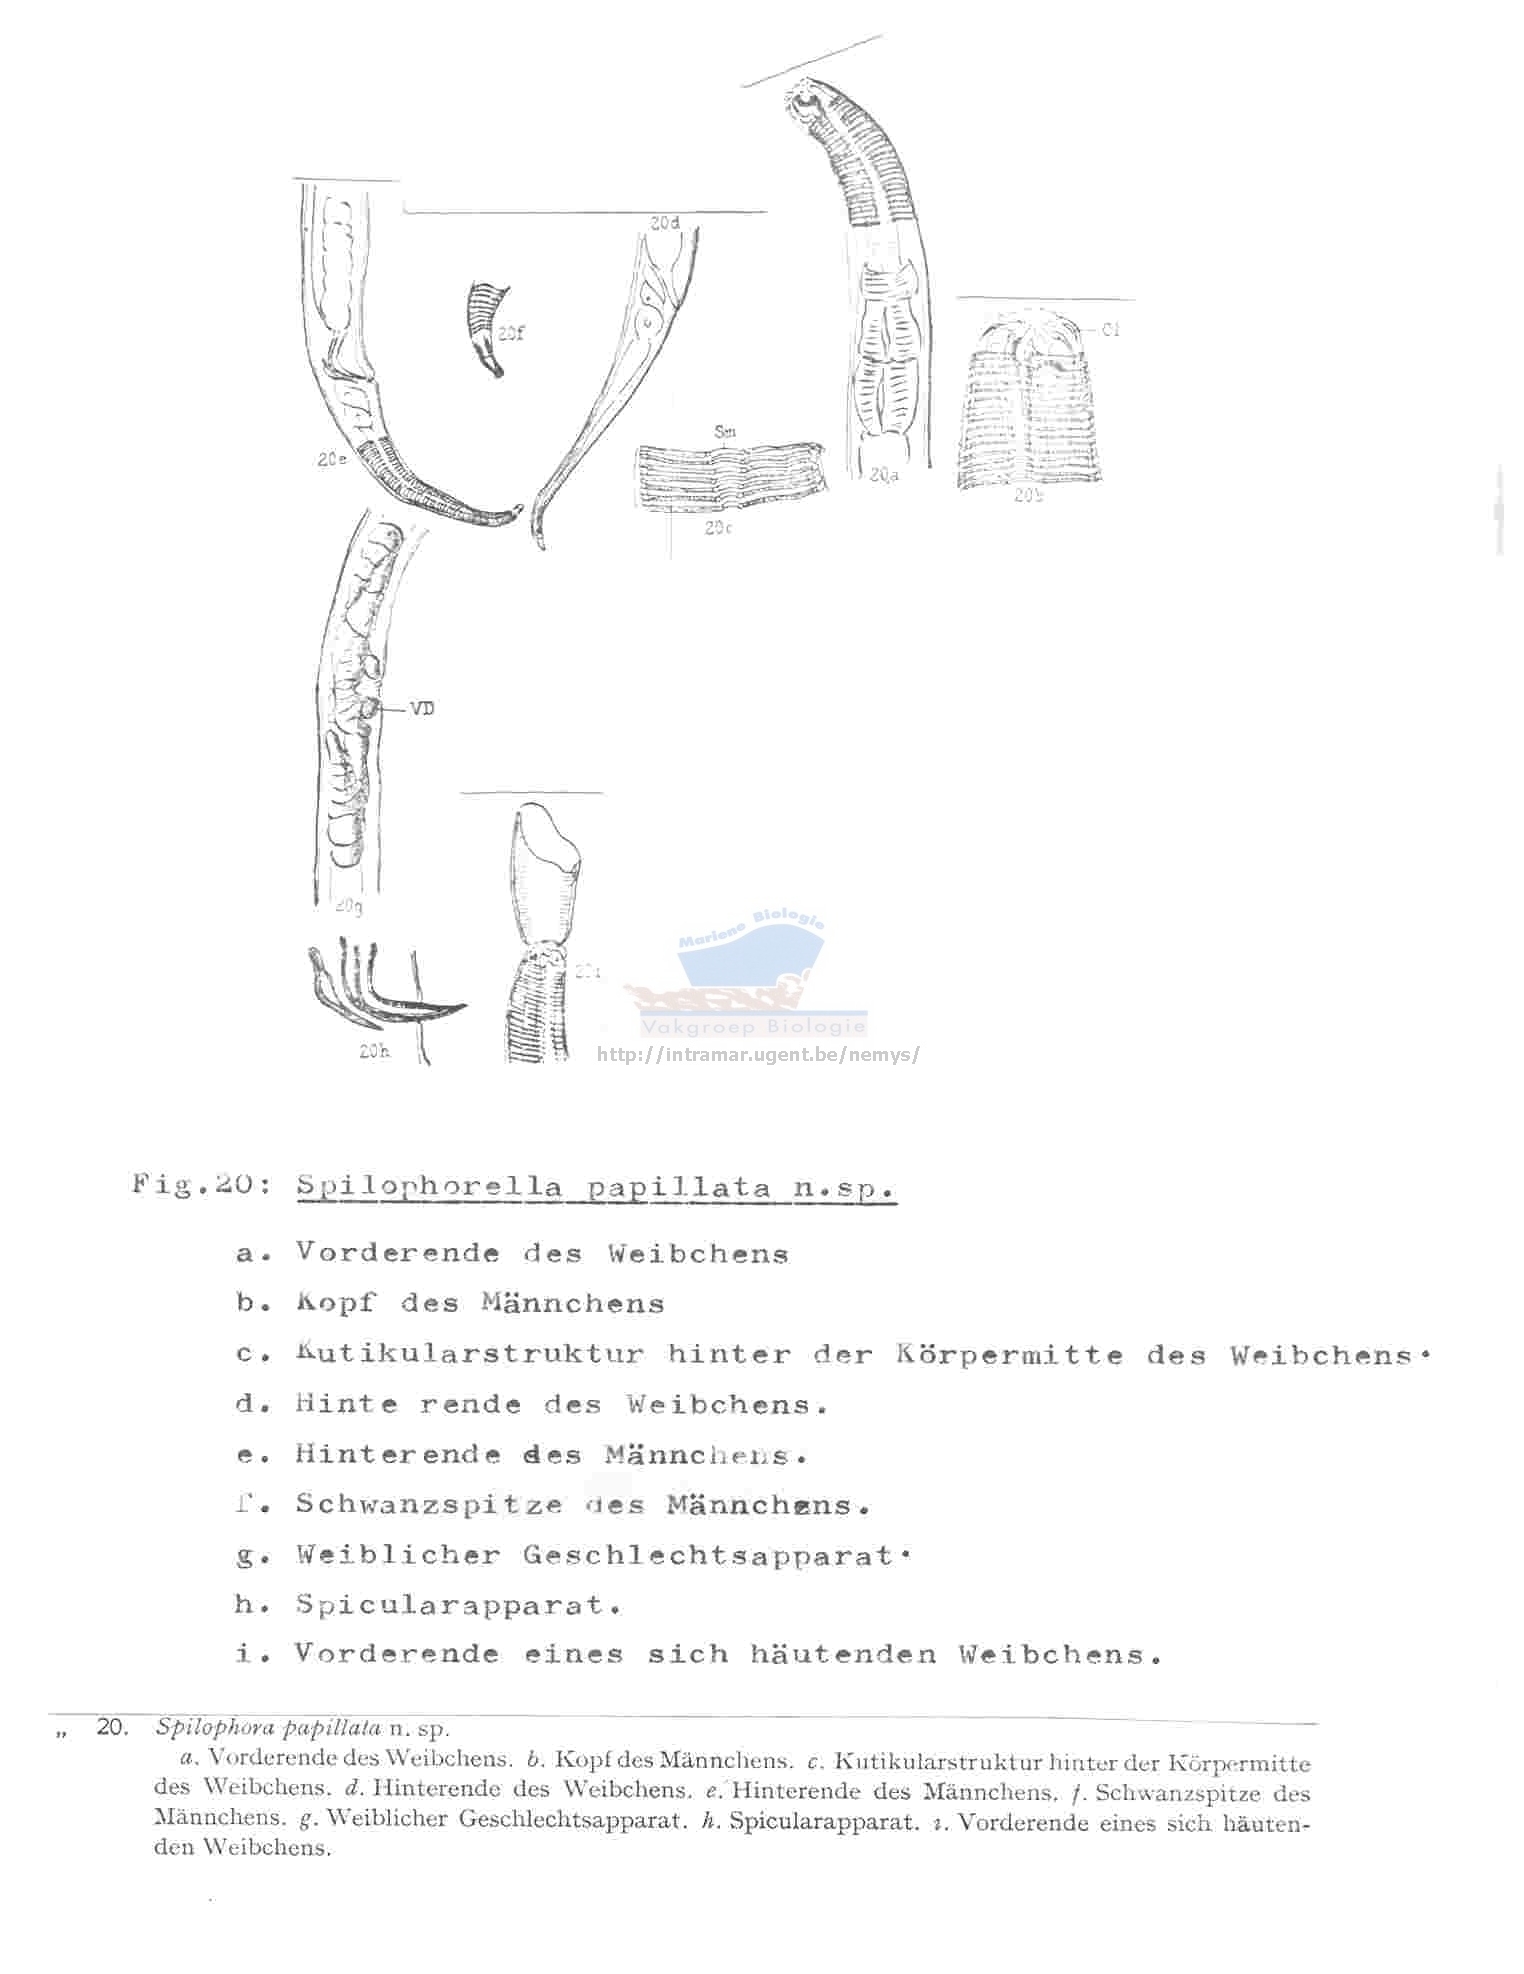 20d
20f
Cl
Sm
20e
20a
20b
20c
VD
20g
Mariene Biologie
20i
Vakgroep Biologie
20h
http://intramar.ugent.be/nemys/
Fig.20: Spilophorella papillata n.sp.
a. Vorderende des Weibchens
b. Kopf des Männchens
c. Kutikularstruktur hinter der Körpermitte des Weibchens.
d. Hinte rende des Weibchens.
e. Hinterende des Männchens.
f. Schwanzspitze des Männchens.
g. Weiblicher Geschlechtsapparat.
h. Spicularapparat.
i. Vorderende eines sich häutenden Weibchens.
„ 20. Spilophora papillata n. sp.
a. Vorderende des Weibchens. b. Kopf des Männchens. c. Kutikularstruktur hinter der Körpermitte
des Weibchens. d. Hinterende des Weibchens. e. Hinterende des Männchens. f. Schwanzspitze des
Männchens. g. Weiblicher Geschlechtsapparat. h. Spicularapparat. i. Vorderende eines sich häuten-
den Weibchens.